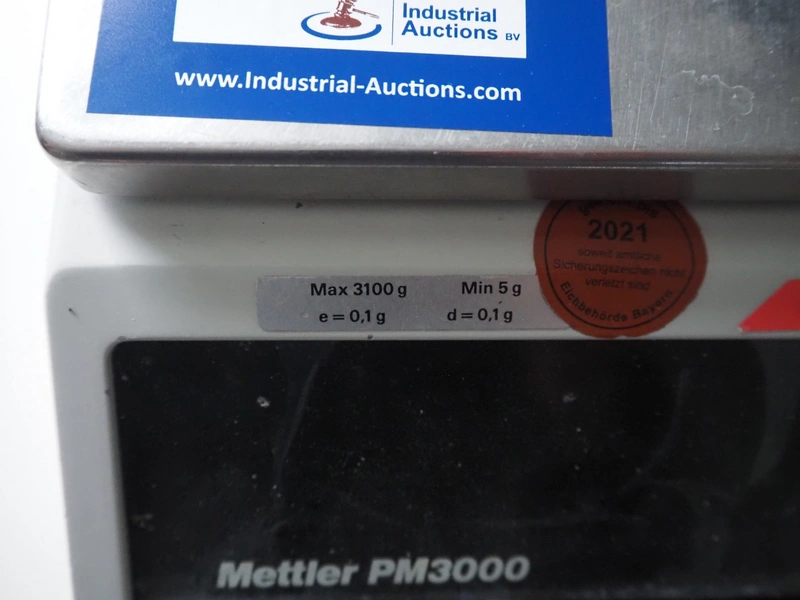 Industrial
Auctions BV
www.Industrial-Auctions.com
2021
soweit amtliche
Sicherungszeichen nicht
verletzt sind
Eichbehörde Bayern
Max 3100 g Min 5 g
e = 0,1 g d = 0,1 g
Mettler PM3000